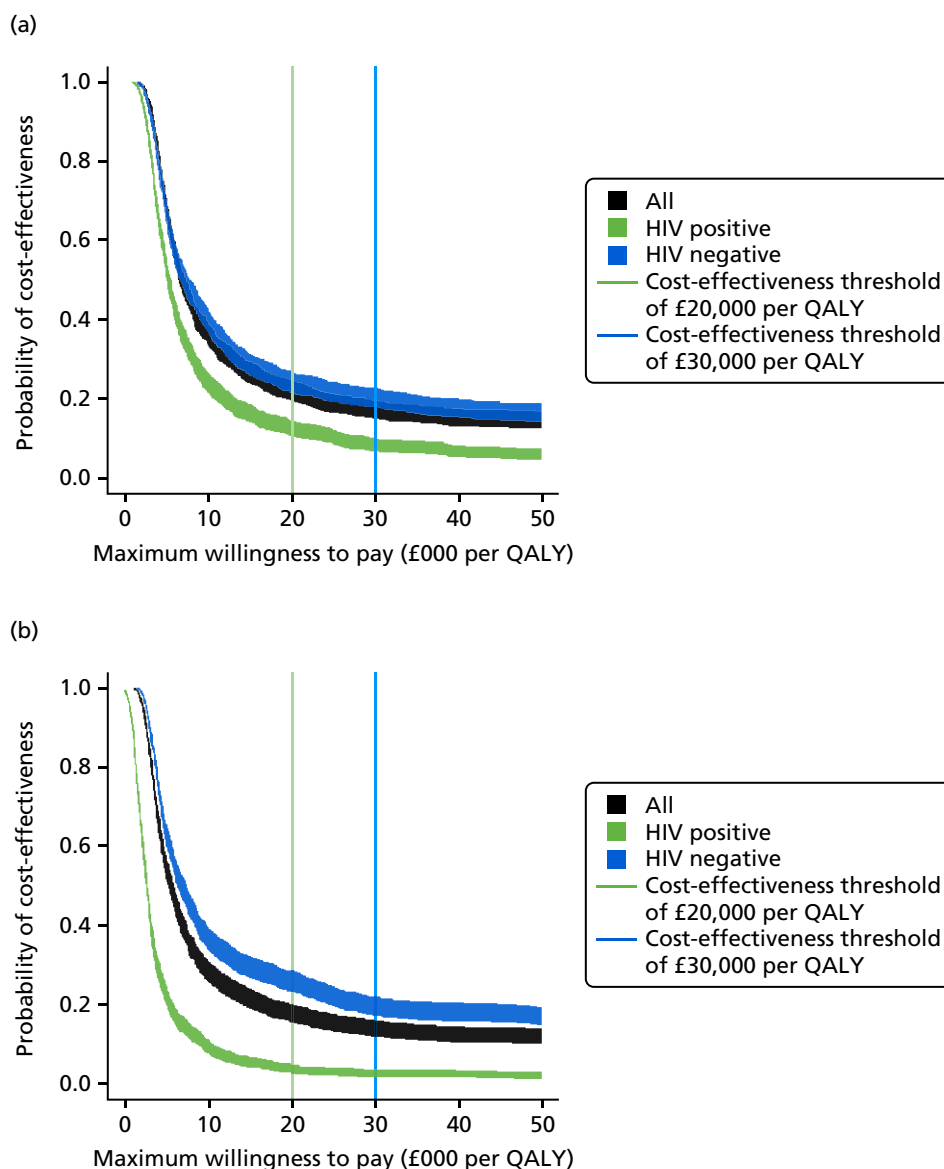 (a)
Probability of cost-effectiveness
1.0
0.8
0.6
0.4
0.2
0.0
0
10
20
30
40
50
Maximum willingness to pay (£000 per QALY)
All
HIV positive
HIV negative
Cost-effectiveness threshold
of £20,000 per QALY
Cost-effectiveness threshold
of £30,000 per QALY
(b)
Probability of cost-effectiveness
1.0
0.8
0.6
0.4
0.2
0.0
0
10
20
30
40
50
Maximum willingness to pay (£000 per QALY)
All
HIV positive
HIV negative
Cost-effectiveness threshold
of £20,000 per QALY
Cost-effectiveness threshold
of £30,000 per QALY